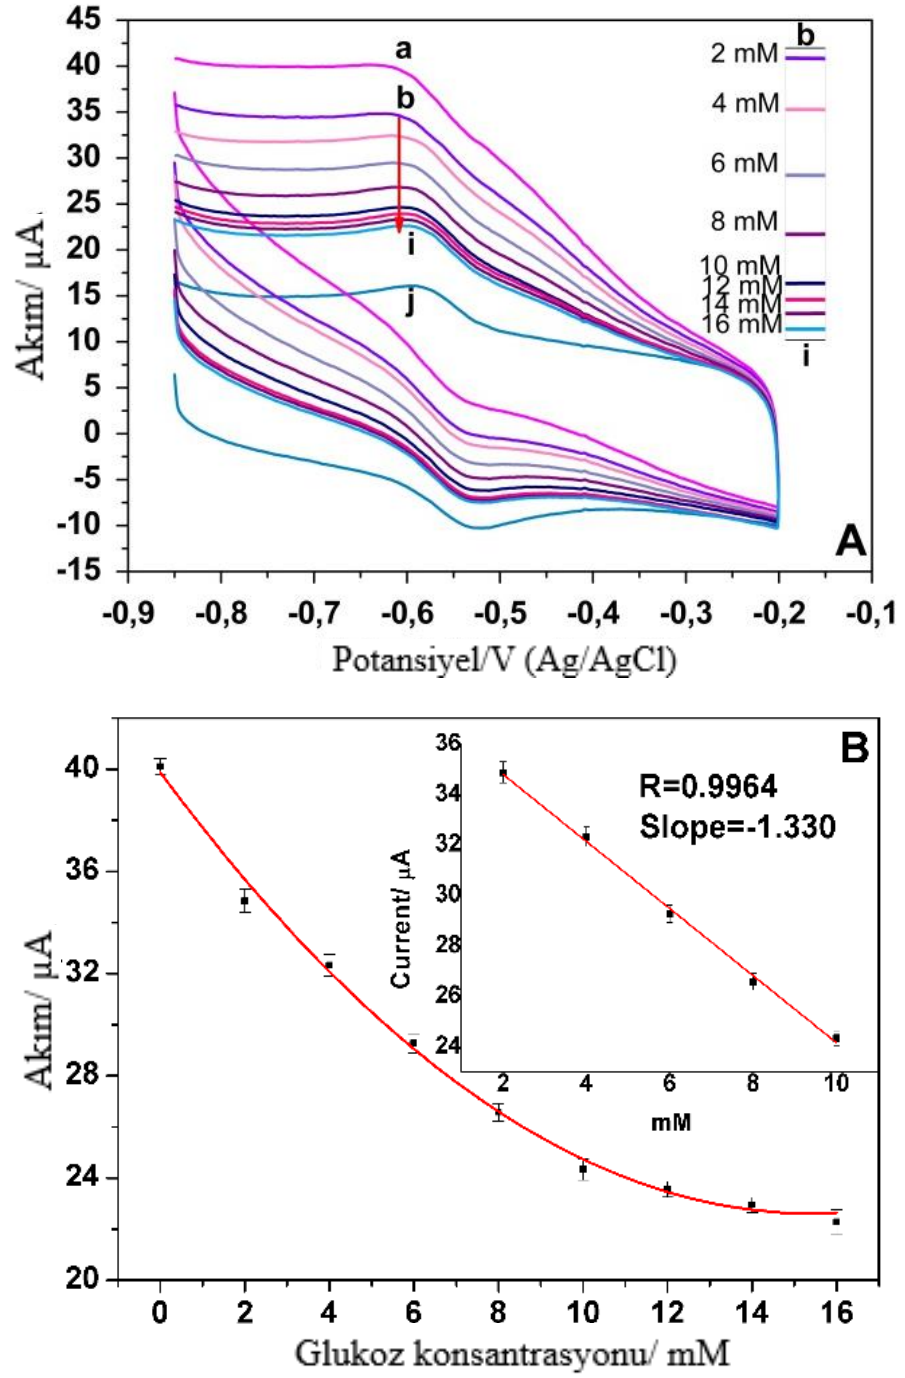 45
40
35
30
25
20
15
10
5
0
-5
-10
-15
Akım/ µA
a
b
i
j
b
2 mM
4 mM
6 mM
8 mM
10 mM
12 mM
14 mM
16 mM
i
A
-0,9 -0,8 -0,7 -0,6 -0,5 -0,4 -0,3 -0,2 -0,1
Potansiyel/V (Ag/AgCl)
B
40
36
32
28
24
20
Akım/ µA
36
34
32
30
28
26
24
Current/ µA
R=0.9964
Slope=-1.330
2 4 6 8 10
mM
0 2 4 6 8 10 12 14 16
Glukoz konsantrasyonu/ mM